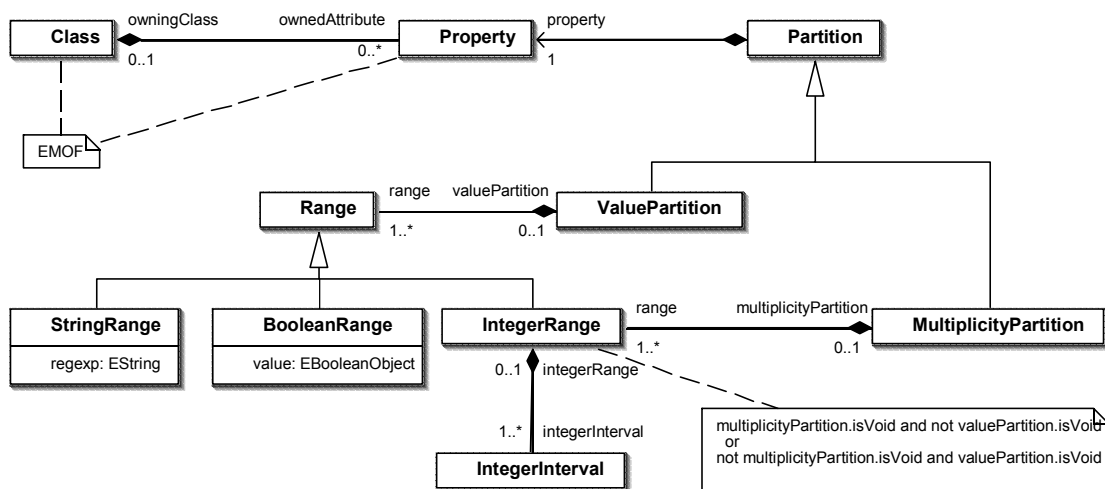 owningClass ownedAttribute property
Class Property Partition
0..1 0..* 1
EMOF
range valuePartition
Range ValuePartition
1..* 0..1
range multiplicityPartition
StringRange BooleanRange IntegerRange MultiplicityPartition
1..* 0..1
regexp: EString value: EBooleanObject
0..1 integerRange
multiplicityPartition.isVoid and not valuePartition.isVoid
1..* integerInterval
or
not multiplicityPartition.isVoid and valuePartition.isVoid
IntegerInterval